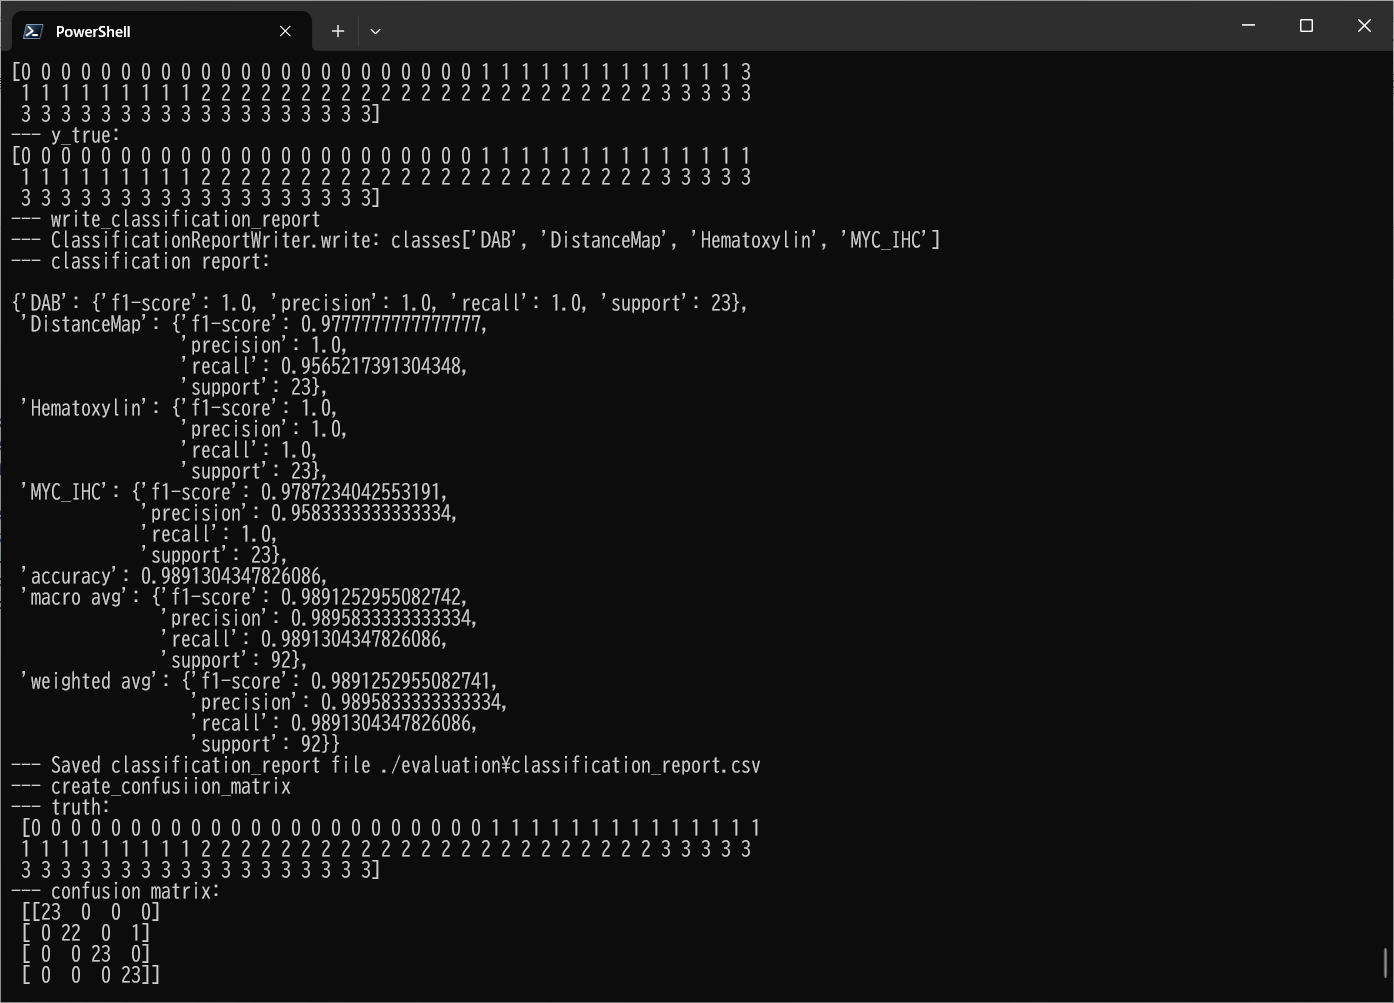 PowerShell
[0 0 0 0 0 0 0 0 0 0 0 0 0 0 0 0 0 0 0 0 0 0 0 1 1 1 1 1 1 1 1 1 1 1 1 1 3
 1 1 1 1 1 1 1 1 1 2 2 2 2 2 2 2 2 2 2 2 2 2 2 2 2 2 2 2 2 2 2 2 3 3 3 3 3
 3 3 3 3 3 3 3 3 3 3 3 3 3 3 3 3 3 3]
--- y_true:
[0 0 0 0 0 0 0 0 0 0 0 0 0 0 0 0 0 0 0 0 0 0 0 1 1 1 1 1 1 1 1 1 1 1 1 1 1
 1 1 1 1 1 1 1 1 1 2 2 2 2 2 2 2 2 2 2 2 2 2 2 2 2 2 2 2 2 2 2 2 3 3 3 3 3
 3 3 3 3 3 3 3 3 3 3 3 3 3 3 3 3 3 3]
--- write_classification_report
--- ClassificationReportWriter.write: classes['DAB', 'DistanceMap', 'Hematoxylin', 'MYC_IHC']
--- classification report:
{'DAB': {'f1-score': 1.0, 'precision': 1.0, 'recall': 1.0, 'support': 23},
 'DistanceMap': {'f1-score': 0.9777777777777777,
                 'precision': 1.0,
                 'recall': 0.9565217391304348,
                 'support': 23},
 'Hematoxylin': {'f1-score': 1.0,
                 'precision': 1.0,
                 'recall': 1.0,
                 'support': 23},
 'MYC_IHC': {'f1-score': 0.9787234042553191,
             'precision': 0.9583333333333334,
             'recall': 1.0,
             'support': 23},
 'accuracy': 0.9891304347826086,
 'macro avg': {'f1-score': 0.9891252955082742,
               'precision': 0.9895833333333334,
               'recall': 0.9891304347826086,
               'support': 92},
 'weighted avg': {'f1-score': 0.9891252955082741,
                  'precision': 0.9895833333333334,
                  'recall': 0.9891304347826086,
                  'support': 92}}
--- Saved classification_report file ./evaluation¥classification_report.csv
--- create_confusiion_matrix
--- truth:
 [0 0 0 0 0 0 0 0 0 0 0 0 0 0 0 0 0 0 0 0 0 0 0 1 1 1 1 1 1 1 1 1 1 1 1 1 1
 1 1 1 1 1 1 1 1 1 2 2 2 2 2 2 2 2 2 2 2 2 2 2 2 2 2 2 2 2 2 2 2 3 3 3 3 3
 3 3 3 3 3 3 3 3 3 3 3 3 3 3 3 3 3 3]
--- confusion matrix:
 [[23  0  0  0]
 [ 0 22  0  1]
 [ 0  0 23  0]
 [ 0  0  0 23]]